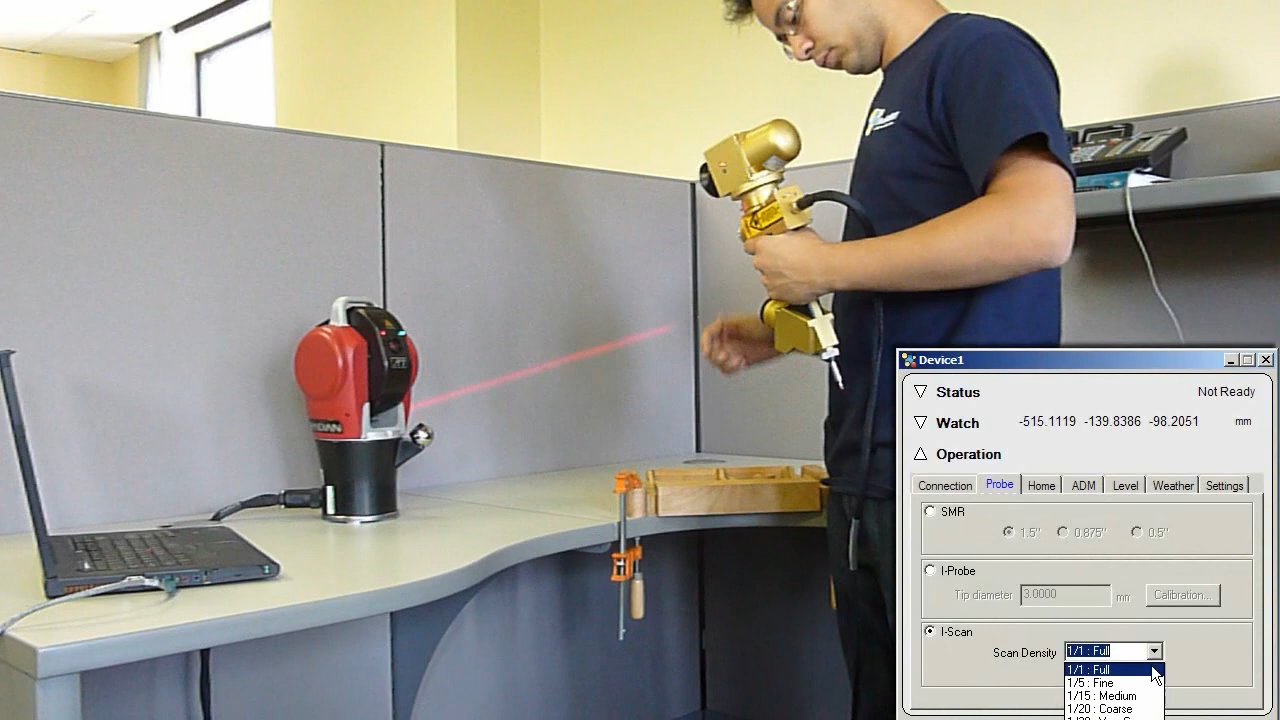 Device1
Status Not Ready
Watch -515.1119 -139.8386 -98.2051 mm
Operation
Connection Probe Home ADM Level Weather Settings
SMR
1.5" 0.875" 0.5"
I-Probe
Tip diameter 3.0000 mn Calibration...
I-Scan
Scan Density 1/1 : Full
1/1 : Full
1/5 : Fine
1/15 : Medium
1/20 : Coarse